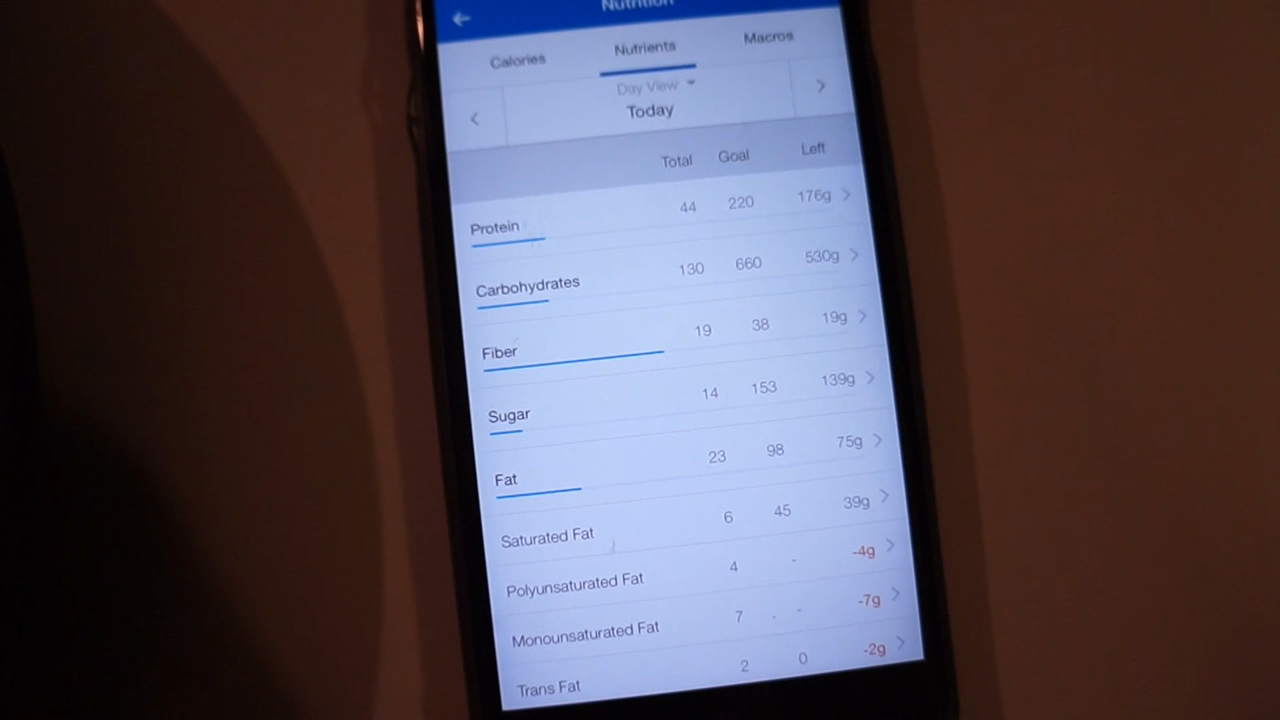 Nutrition
Calories Nutrients Macros
Day View
Today
Total Goal Left
Protein 44 220 176g
Carbohydrates 130 660 530g
Fiber 19 38 19g
Sugar 14 153 139g
Fat 23 98 75g
Saturated Fat 6 45 39g
Polyunsaturated Fat 4 - -4g
Monounsaturated Fat 7 - -7g
Trans Fat 2 0 -2g